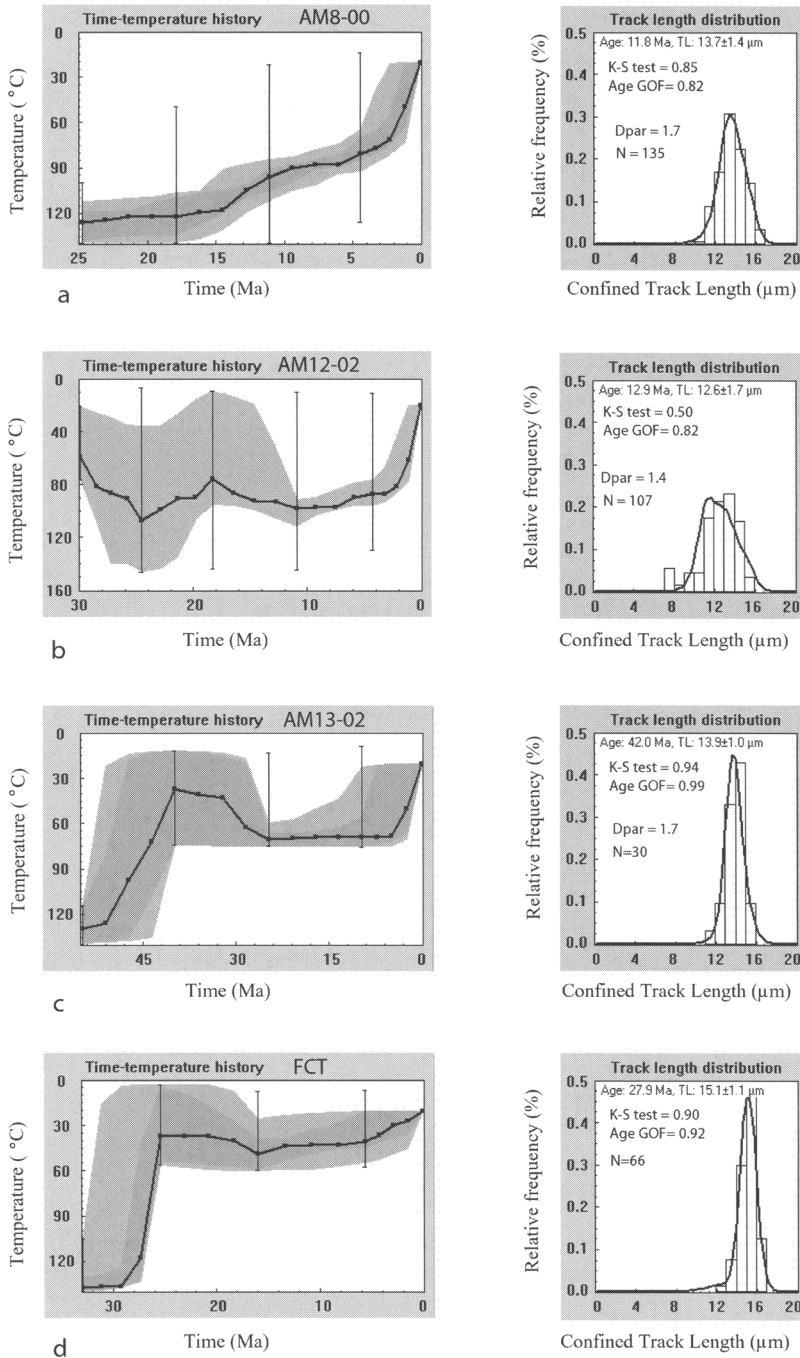 Time-temperature history AM8-00
Temperature (°C)
0
30
60
90
120
25 20 15 10 5 0
Time (Ma)
a
Track length distribution
Age: 11.8 Ma, TL: 13.7±1.4 µm
K-S test = 0.85
Age GOF = 0.82
Dpar = 1.7
N = 135
Relative frequency (%)
0.5
0.4
0.3
0.2
0.1
0.0
0 4 8 12 16 20
Confined Track Length (µm)
Time-temperature history AM12-02
Temperature (°C)
0
40
80
120
160
30 20 10 0
Time (Ma)
b
Track length distribution
Age: 12.9 Ma, TL: 12.6±1.7 µm
K-S test = 0.50
Age GOF = 0.82
Dpar = 1.4
N = 107
Relative frequency (%)
0.5
0.4
0.3
0.2
0.1
0.0
0 4 8 12 16 20
Confined Track Length (µm)
Time-temperature history AM13-02
Temperature (°C)
0
30
60
90
120
45 30 15 0
Time (Ma)
c
Track length distribution
Age: 42.0 Ma, TL: 13.9±1.0 µm
K-S test = 0.94
Age GOF = 0.99
Dpar = 1.7
N=30
Relative frequency (%)
0.5
0.4
0.3
0.2
0.1
0.0
0 4 8 12 16 20
Confined Track Length (µm)
Time-temperature history FCT
Temperature (°C)
0
30
60
90
120
30 20 10 0
Time (Ma)
d
Track length distribution
Age: 27.9 Ma, TL: 15.1±1.1 µm
K-S test = 0.90
Age GOF = 0.92
N=66
Relative frequency (%)
0.5
0.4
0.3
0.2
0.1
0.0
0 4 8 12 16 20
Confined Track Length (µm)